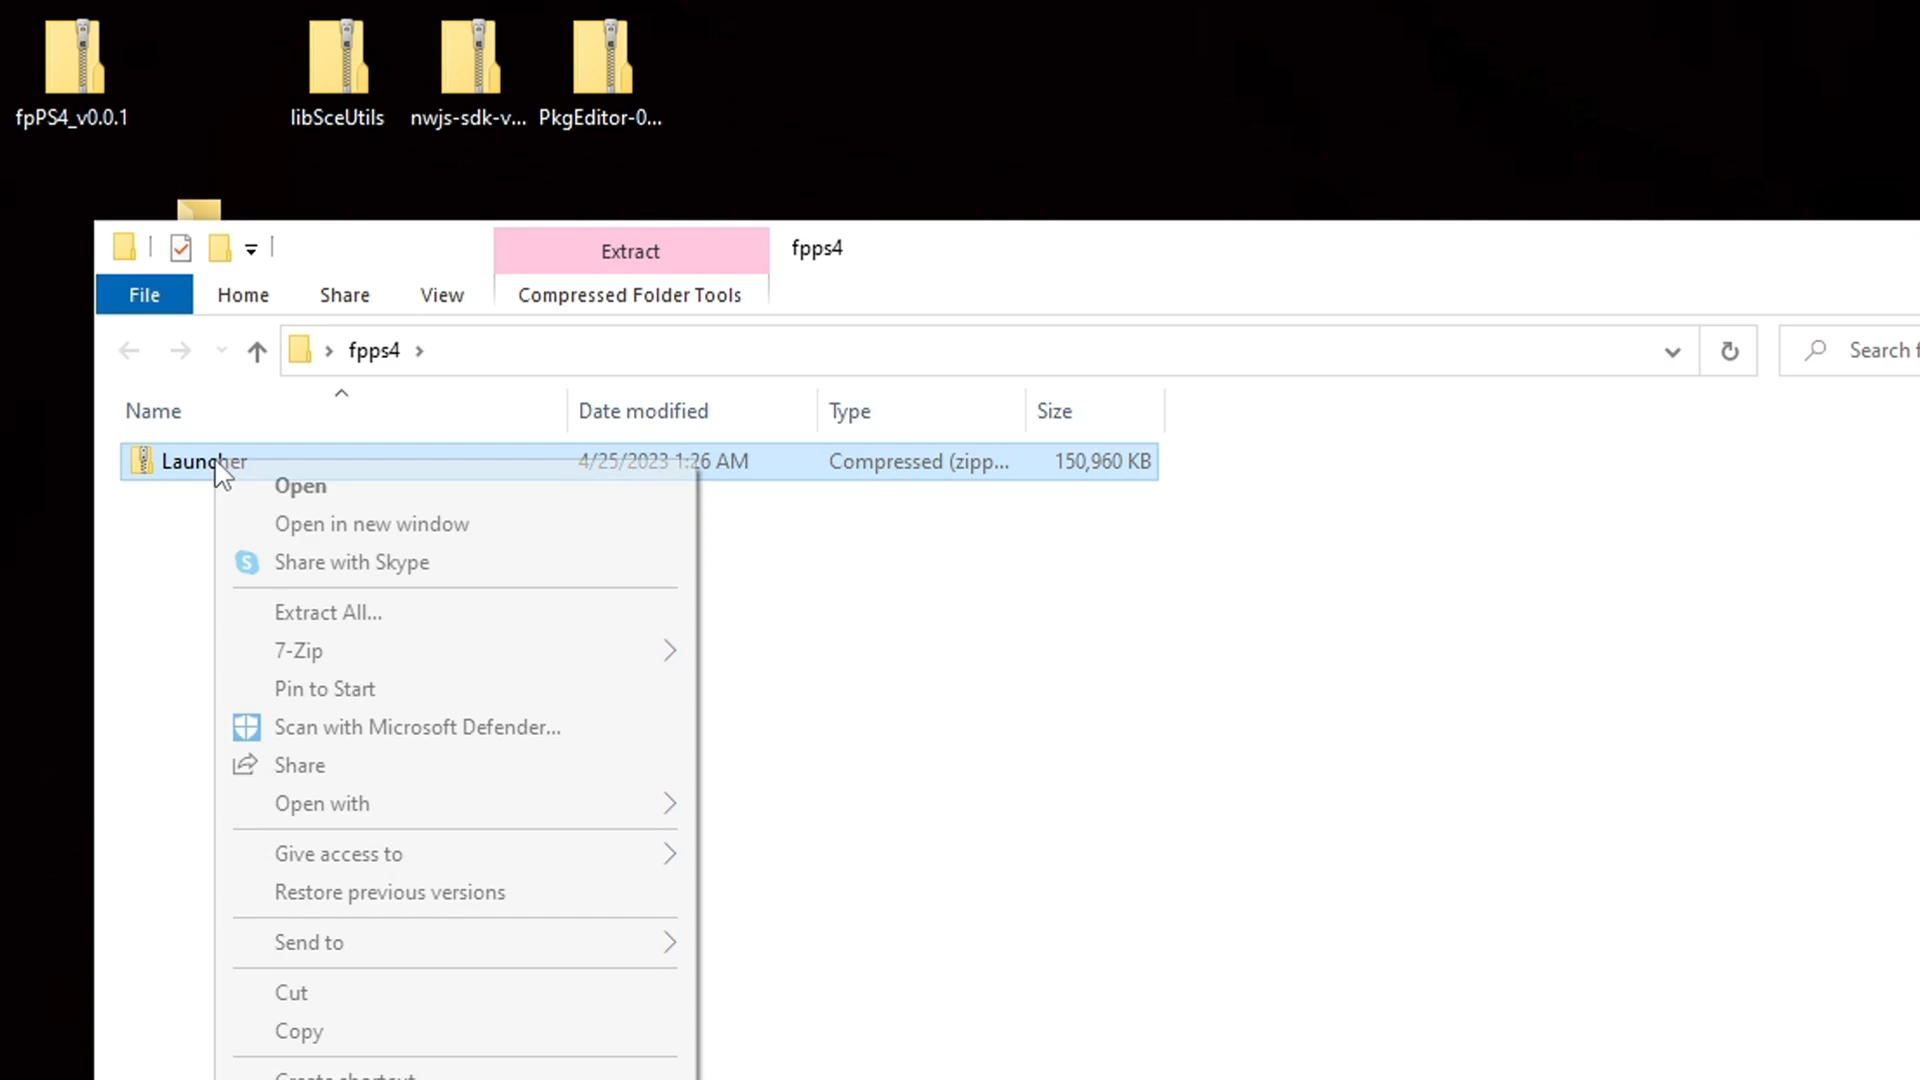 fpPS4_v0.0.1
libSceUtils
nwjs-sdk-v...
PkgEditor-0...
Extract
fpps4
File
Home
Share
View
Compressed Folder Tools
fpps4
Search f
Name
Date modified
Type
Size
Launcher
4/25/2023 1:26 AM
Compressed (zipp...
150,960 KB
Open
Open in new window
Share with Skype
Extract All...
7-Zip
Pin to Start
Scan with Microsoft Defender...
Share
Open with
Give access to
Restore previous versions
Send to
Cut
Copy
Create shortcut